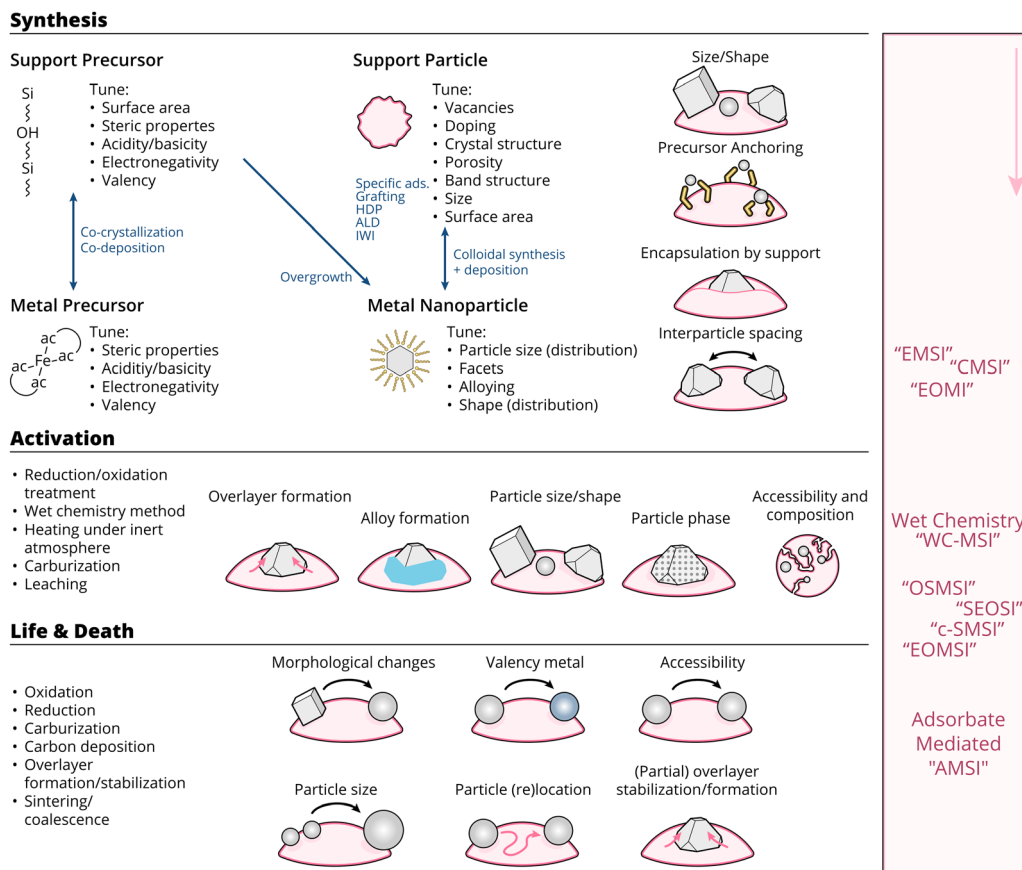 Synthesis
Support Precursor
Si
OH
Si
Tune:
• Surface area
• Steric propertes
• Acidity/basicity
• Electronegativity
• Valency
Co-crystallization
Co-deposition
Metal Precursor
ac
ac Fe ac
ac
Tune:
• Steric properties
• Aciditiy/basicity
• Electronegativity
• Valency
Support Particle
Tune:
• Vacancies
• Doping
• Crystal structure
• Porosity
• Band structure
• Size
• Surface area
Specific ads.
Grafting
HDP
ALD
IWI
Overgrowth
Colloidal synthesis
+ deposition
Metal Nanoparticle
Tune:
• Particle size (distribution)
• Facets
• Alloying
• Shape (distribution)
Size/Shape
Precursor Anchoring
Encapsulation by support
Interparticle spacing
Activation
• Reduction/oxidation
treatment
• Wet chemistry method
• Heating under inert
atmosphere
• Carburization
• Leaching
Overlayer formation
Alloy formation
Particle size/shape
Particle phase
Accessibility and
composition
Life & Death
• Oxidation
• Reduction
• Carburization
• Carbon deposition
• Overlayer
formation/stabilization
• Sintering/
coalescence
Morphological changes
Valency metal
Accessibility
Particle size
Particle (re)location
(Partial) overlayer
stabilization/formation
“EMSI”
“CMSI”
“EOMI”
Wet Chemistry
“WC-MSI”
“OSMSI”
“SEOSI”
“c-SMSI”
“EOMSI”
Adsorbate
Mediated
"AMSI"